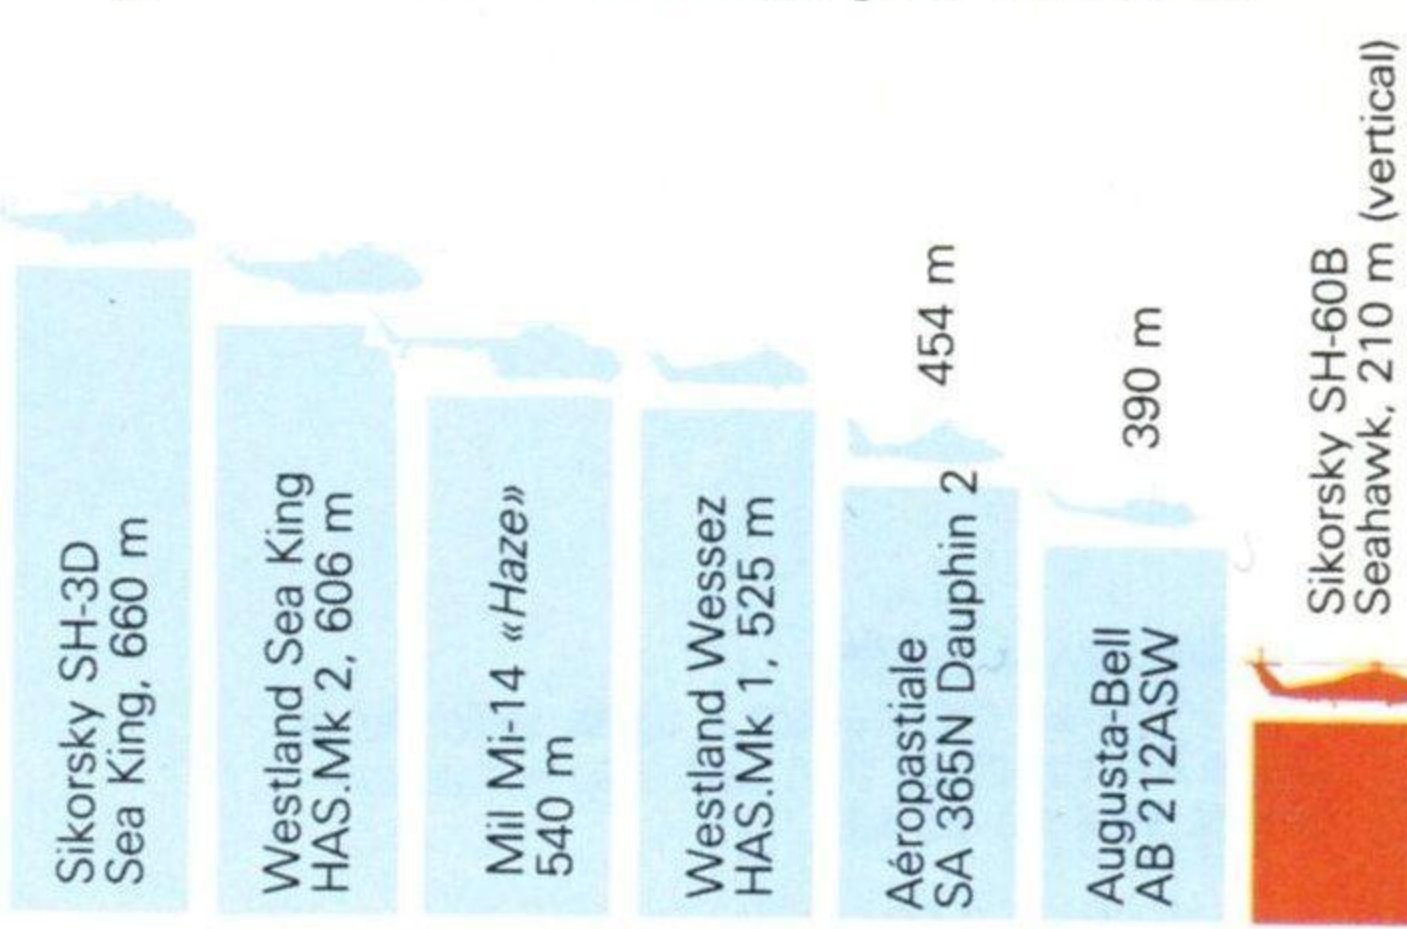 Sikorsky SH-3D
Sea King, 660 m
Westland Sea King
HAS.Mk 2, 606 m
Mil Mi-14 «Haze»
540 m
Westland Wessez
HAS.Mk 1, 525 m
Aéropastiale
SA 365N Dauphin 2 454 m
Augusta-Bell
AB 212ASW 390 m
Sikorsky SH-60B
Seahawk, 210 m (vertical)